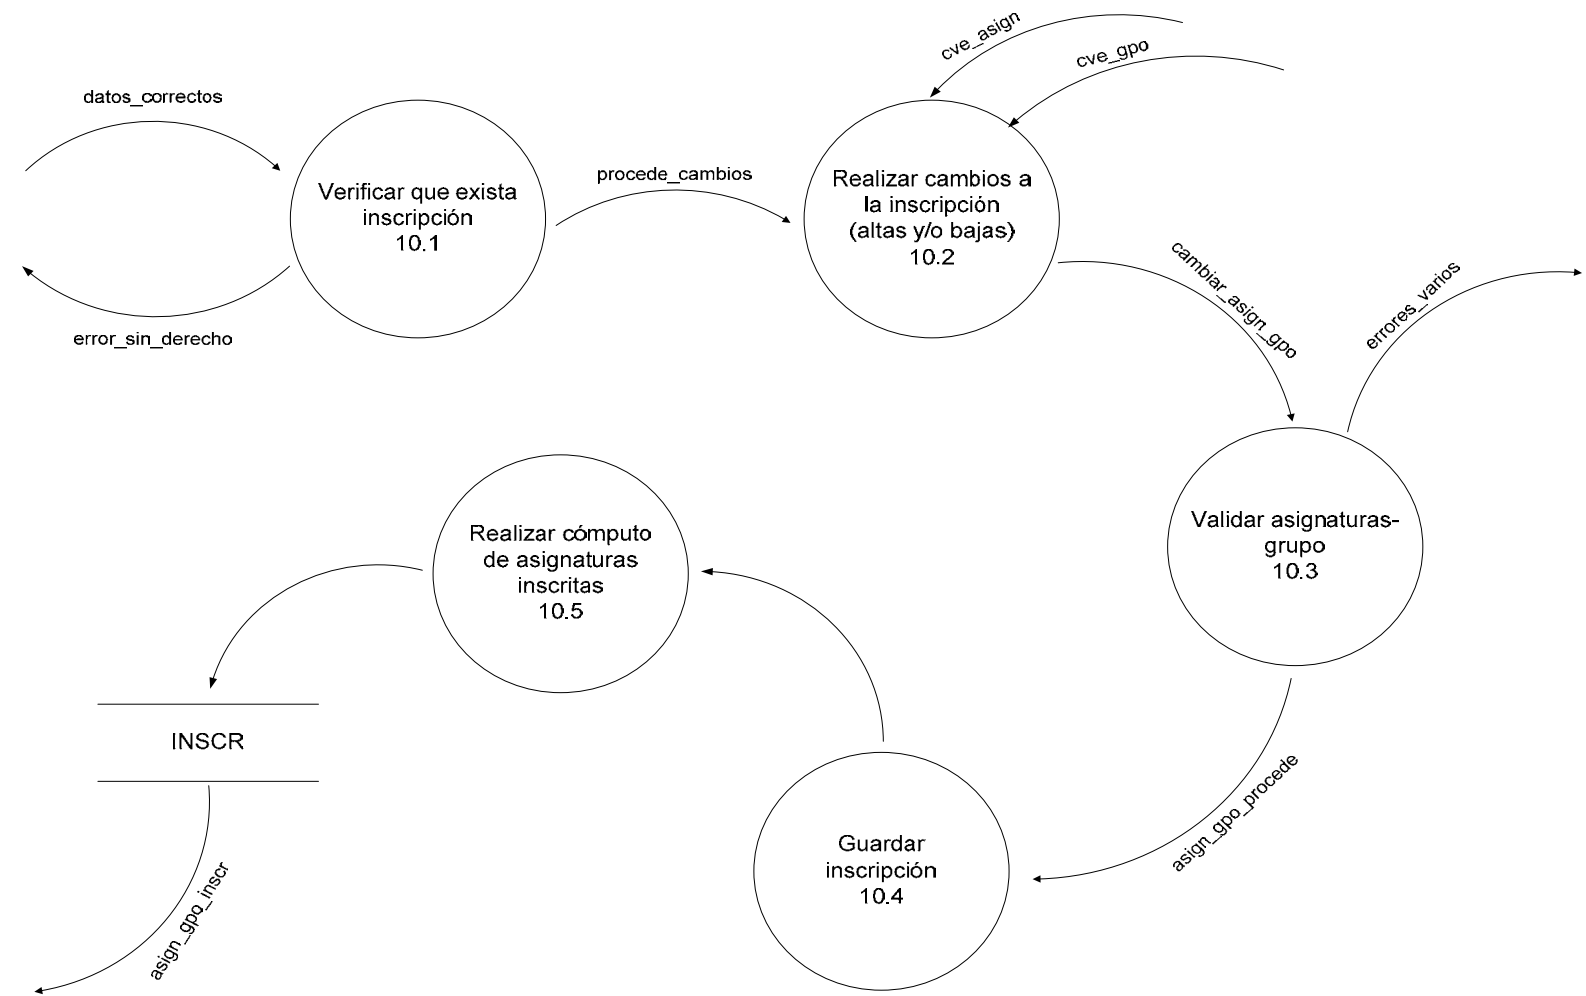 cve_asign
cve_gpo
datos_correctos
procede_cambios
Verificar que exista
inscripción
10.1
Realizar cambios a
la inscripción
(altas y/o bajas)
10.2
error_sin_derecho
cambiar_asign_gpo
errores_varios
Validar asignaturas-
grupo
10.3
Realizar cómputo
de asignaturas
inscritas
10.5
INSCR
asign_gpo_procede
Guardar
inscripción
10.4
asign_gpo_inscr